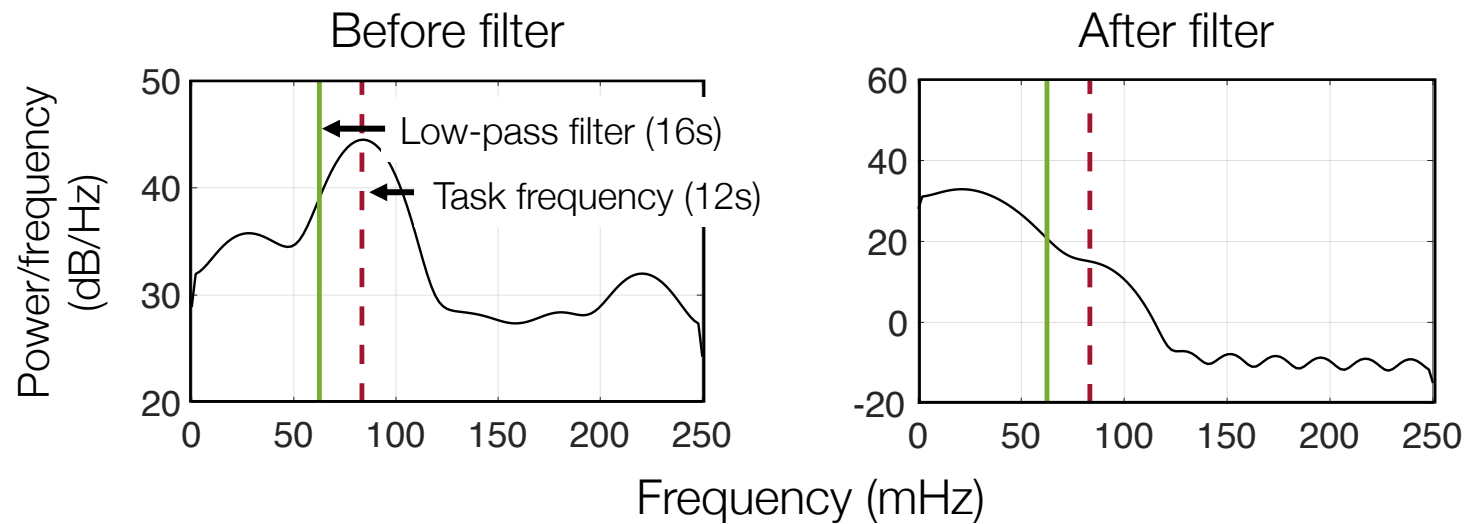 Before filter
After filter
Power/frequency
(dB/Hz)
50
40
30
20
Low-pass filter (16s)
Task frequency (12s)
0 50 100 150 200 250
60
40
20
0
-20
0 50 100 150 200 250
Frequency (mHz)